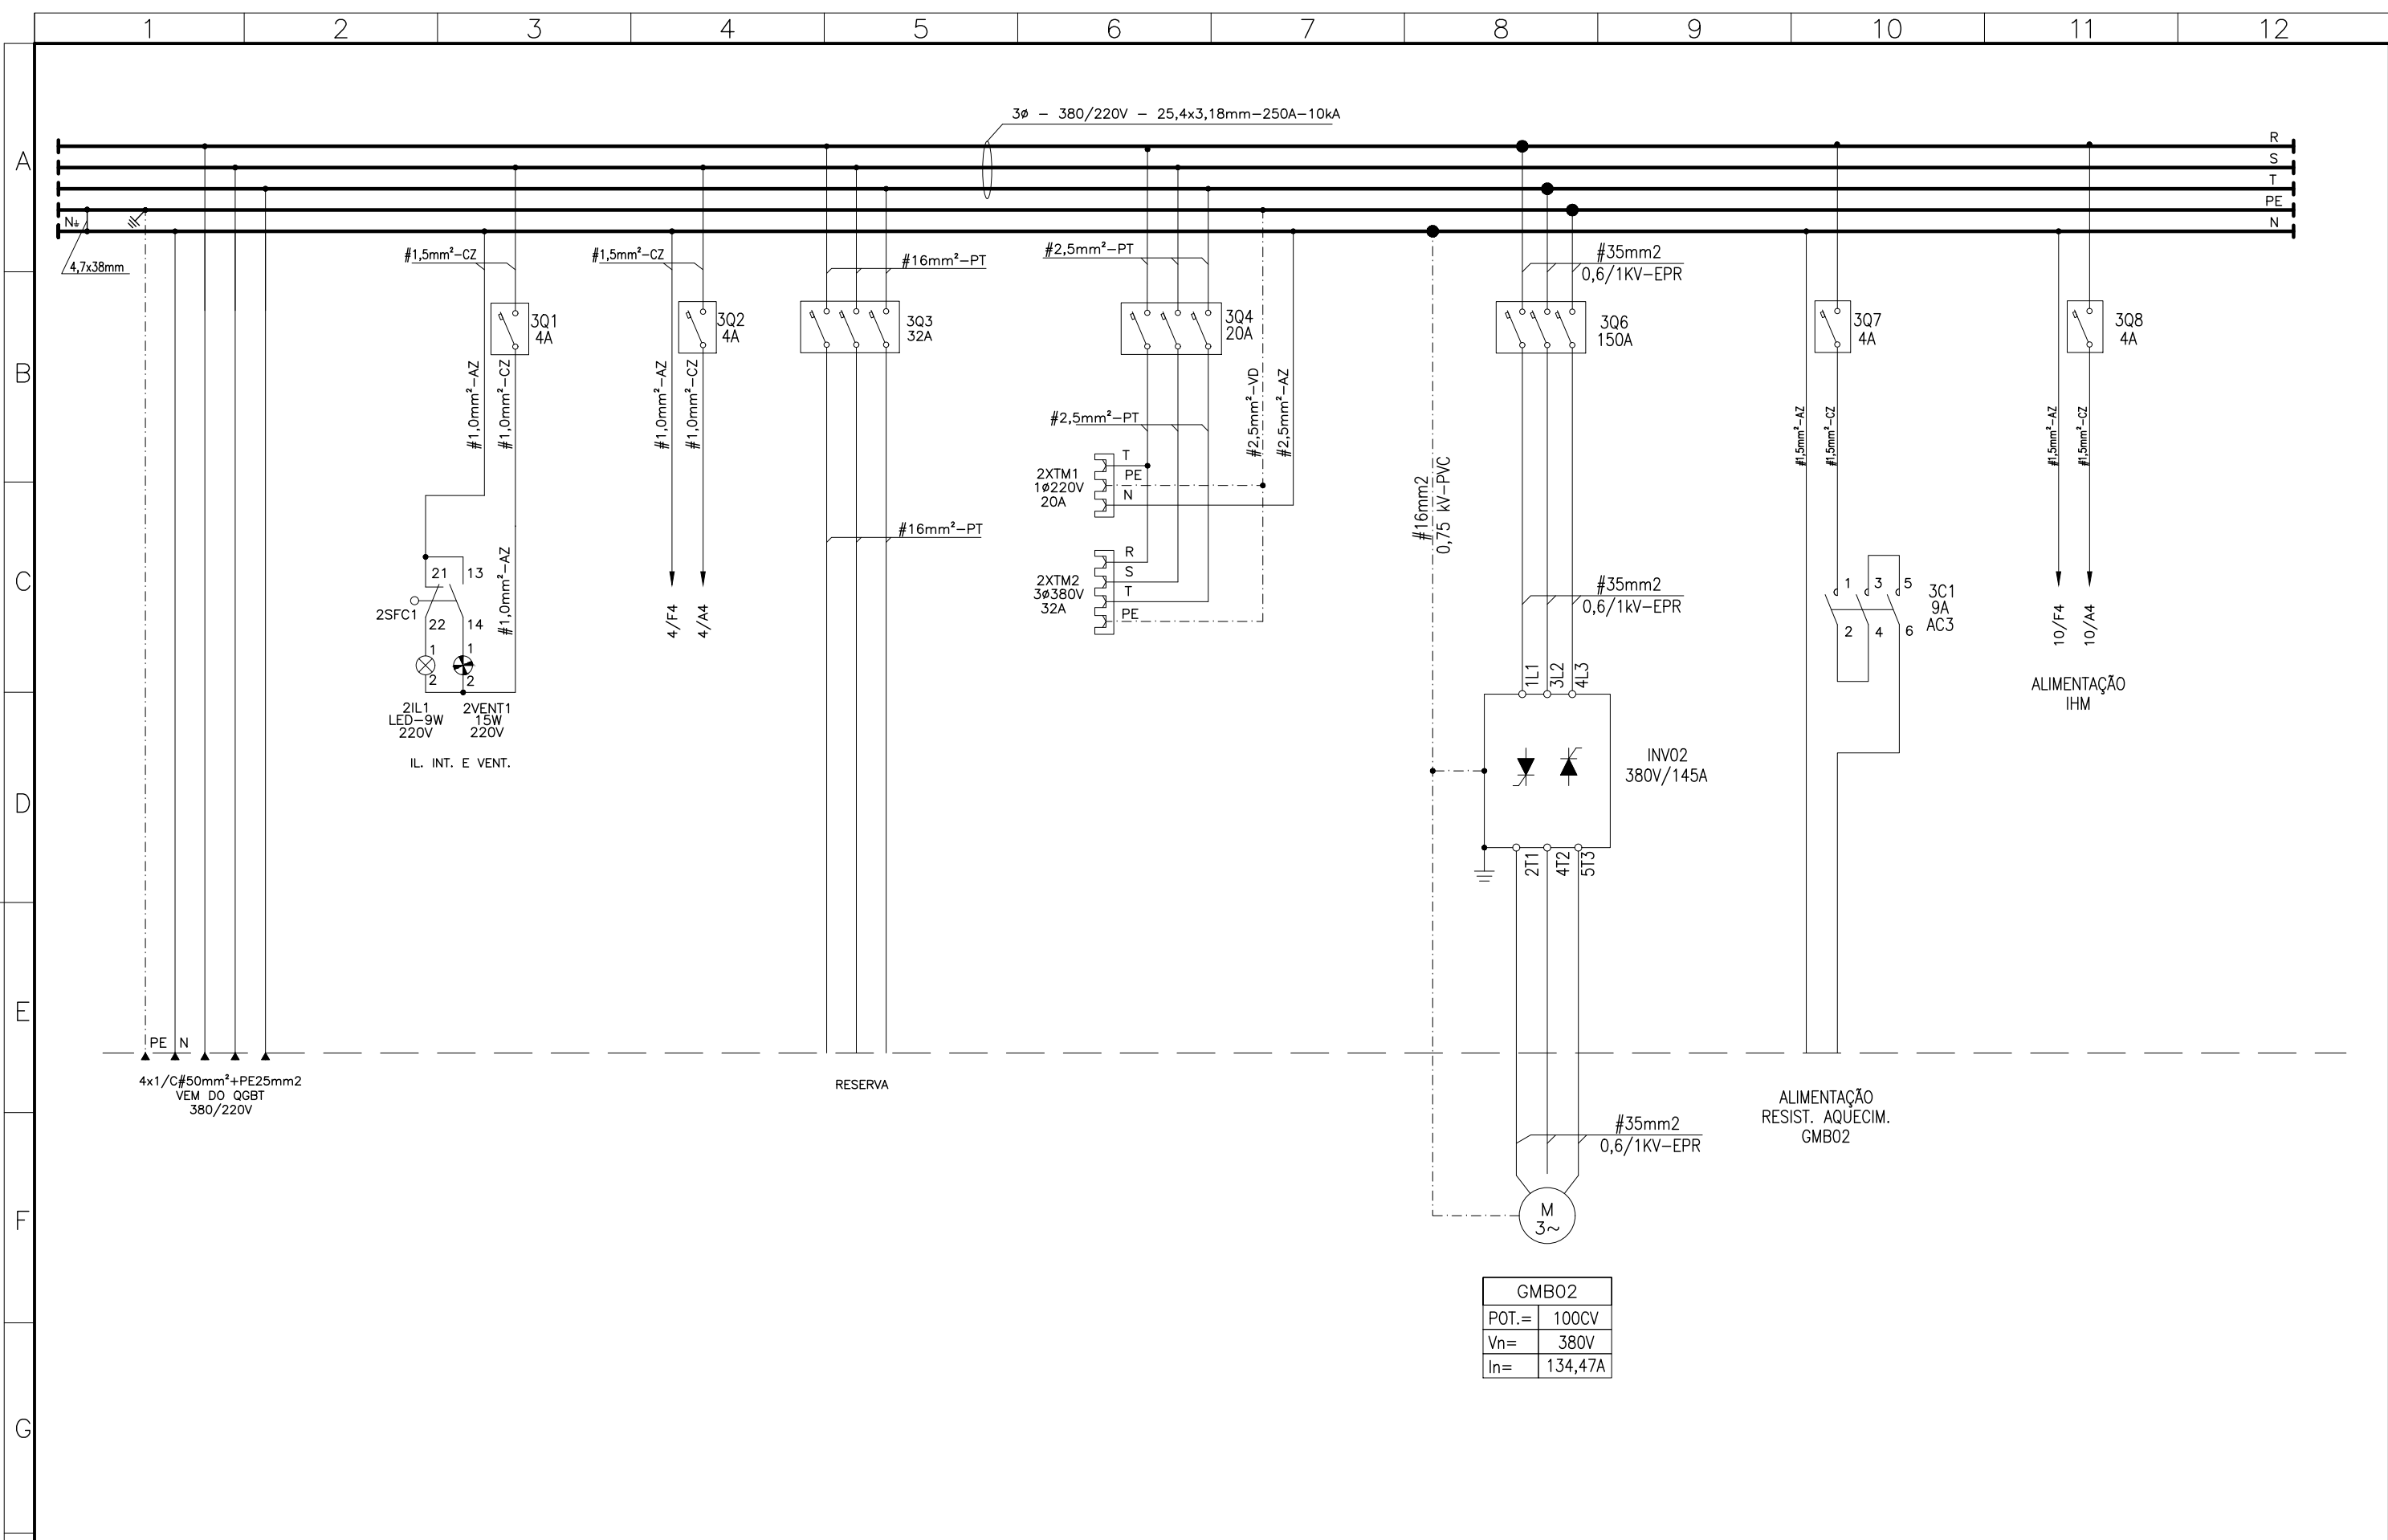 1 2 3 4 5 6 7 8 9 10 11 12
A
B
C
D
E
F
G
3ø - 380/220V - 25,4x3,18mm-250A-10kA
R
S
T
PE
N
N
4,7x38mm
#1,5mm²-CZ
#1,5mm²-CZ
#16mm²-PT
#2,5mm²-PT
#35mm2
0,6/1KV-EPR
3Q1
4A
3Q2
4A
3Q3
32A
3Q4
20A
3Q6
150A
3Q7
4A
3Q8
4A
#1,0mm²-AZ
#1,0mm²-CZ
#1,0mm²-AZ
#1,0mm²-CZ
#2,5mm²-PT
#2,5mm²-VD
#2,5mm²-AZ
#1,5mm²-AZ
#1,5mm²-CZ
#1,5mm²-AZ
#1,5mm²-CZ
2XTM1
1ø220V
20A
T
PE
N
#16mm2
0,75 kV-PVC
#16mm²-PT
#1,0mm²-AZ
2XTM2
3ø380V
32A
R
S
T
PE
21 13
2SFC1
22 14
1 1
2 2
4/F4
4/A4
#35mm2
0,6/1kV-EPR
1 3 5
2 4 6
3C1
9A
AC3
10/F4
10/A4
ALIMENTAÇÃO
IHM
2IL1
LED-9W
220V
2VENT1
15W
220V
IL. INT. E VENT.
1L1
3L2
4L3
INV02
380V/145A
2T1
4T2
5T3
PE N
4x1/C#50mm²+PE25mm2
VEM DO QGBT
380/220V
RESERVA
ALIMENTAÇÃO
RESIST. AQUECIM.
GMB02
#35mm2
0,6/1KV-EPR
M
3~
GMB02
POT.= 100CV
Vn= 380V
In= 134,47A